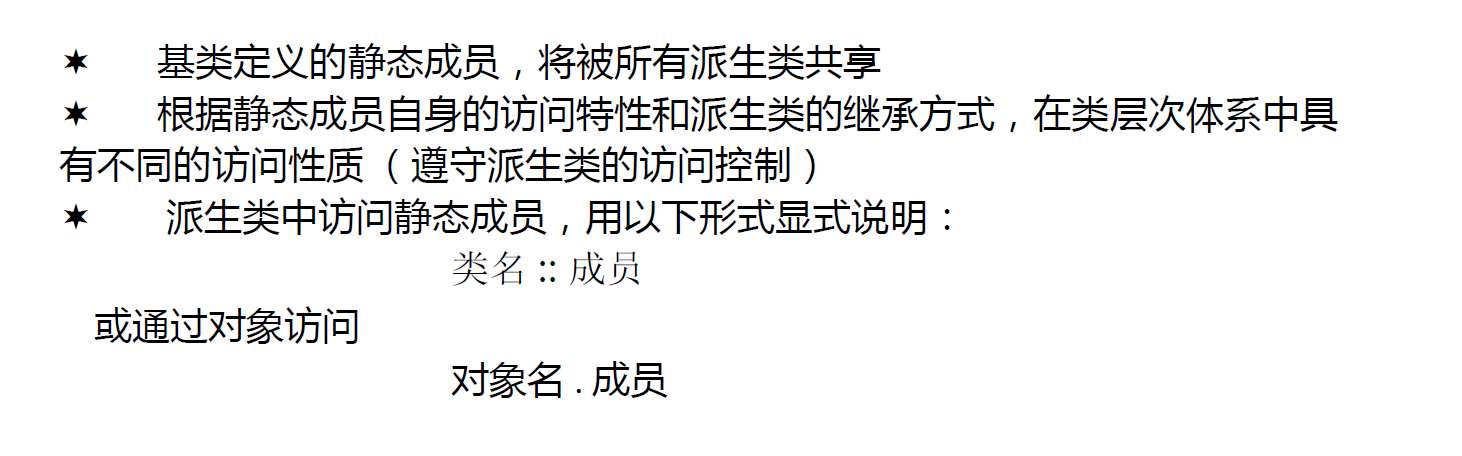 ✶ 基类定义的静态成员，将被所有派生类共享
✶ 根据静态成员自身的访问特性和派生类的继承方式，在类层次体系中具
有不同的访问性质（遵守派生类的访问控制）
✶ 派生类中访问静态成员，用以下形式显式说明：
类名 :: 成员
或通过对象访问
对象名 . 成员